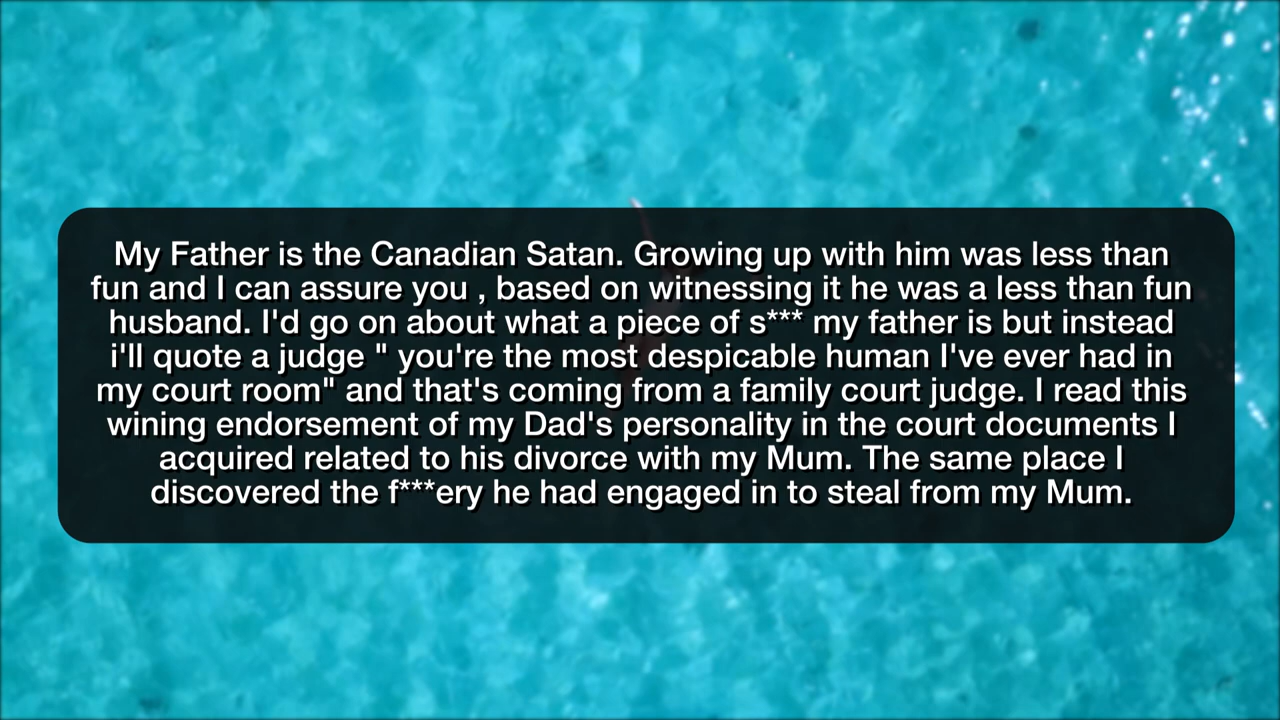 My Father is the Canadian Satan. Growing up with him was less than
fun and I can assure you , based on witnessing it he was a less than fun
husband. I'd go on about what a piece of s*** my father is but instead
i'll quote a judge " you're the most despicable human I've ever had in
my court room" and that's coming from a family court judge. I read this
wining endorsement of my Dad's personality in the court documents I
acquired related to his divorce with my Mum. The same place I
discovered the f***ery he had engaged in to steal from my Mum.